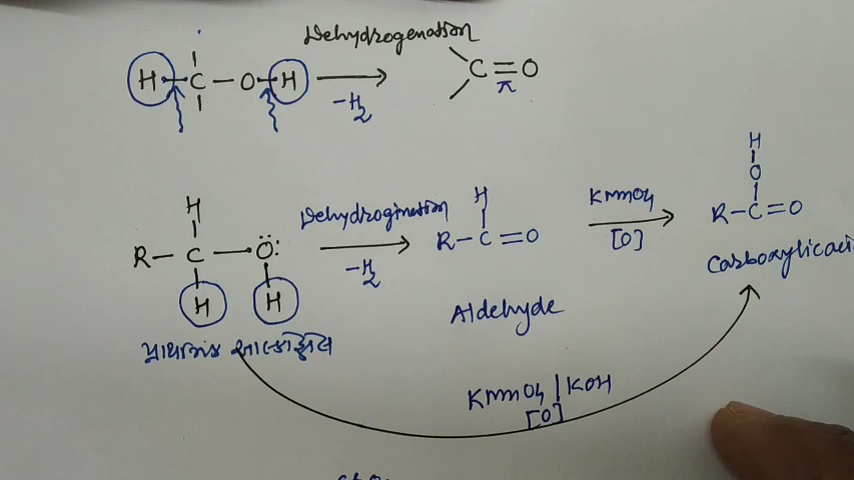 Dehydrogenation
H–C–O–H → C=O
-H2
π
H
Dehydrogination
H
KMnO4
H
O
R–C–Ö: → R–C=O → R–C=O
-H2
[O]
H H
Carboxylicaci
Aldehyde
પ્રાથમિક આલ્કોહોલ
KMnO4 | KOH
[O]